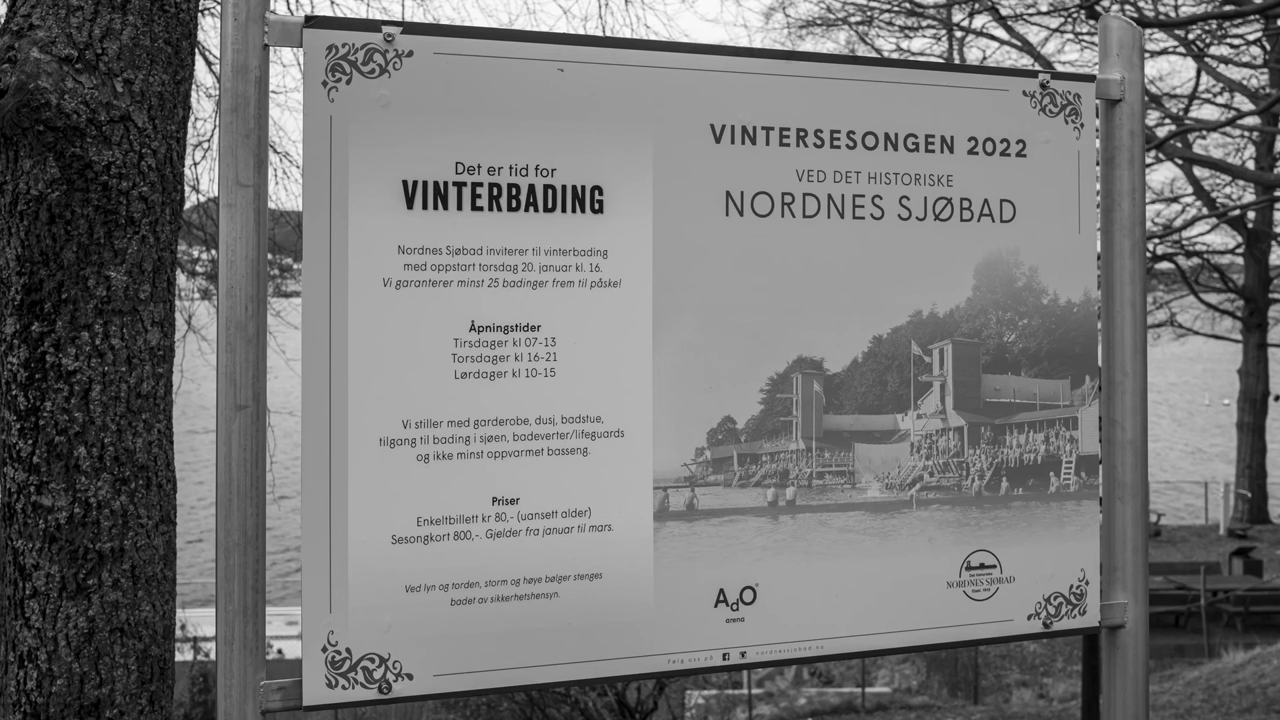 Det er tid for
VINTERBADING
Nordnes Sjøbad inviterer til vinterbading
med oppstart torsdag 20. januar kl. 16.
Vi garanterer minst 25 badinger frem til påske!
Åpningstider
Tirsdager kl 07-13
Torsdager kl 16-21
Lørdager kl 10-15
Vi stiller med garderobe, dusj, badstue,
tilgang til bading i sjøen, badeverter/lifeguards
og ikke minst oppvarmet basseng.
Priser
Enkeltbillett kr 80,- (uansett alder)
Sesongkort 800,-. Gjelder fra januar til mars.
Ved lyn og torden, storm og høye bølger stenges
badet av sikkerhetshensyn.
VINTERSESONGEN 2022
VED DET HISTORISKE
NORDNES SJØBAD
AdO
arena
Det historiske
NORDNES SJØBAD
Følg oss på nordnessjobad.no